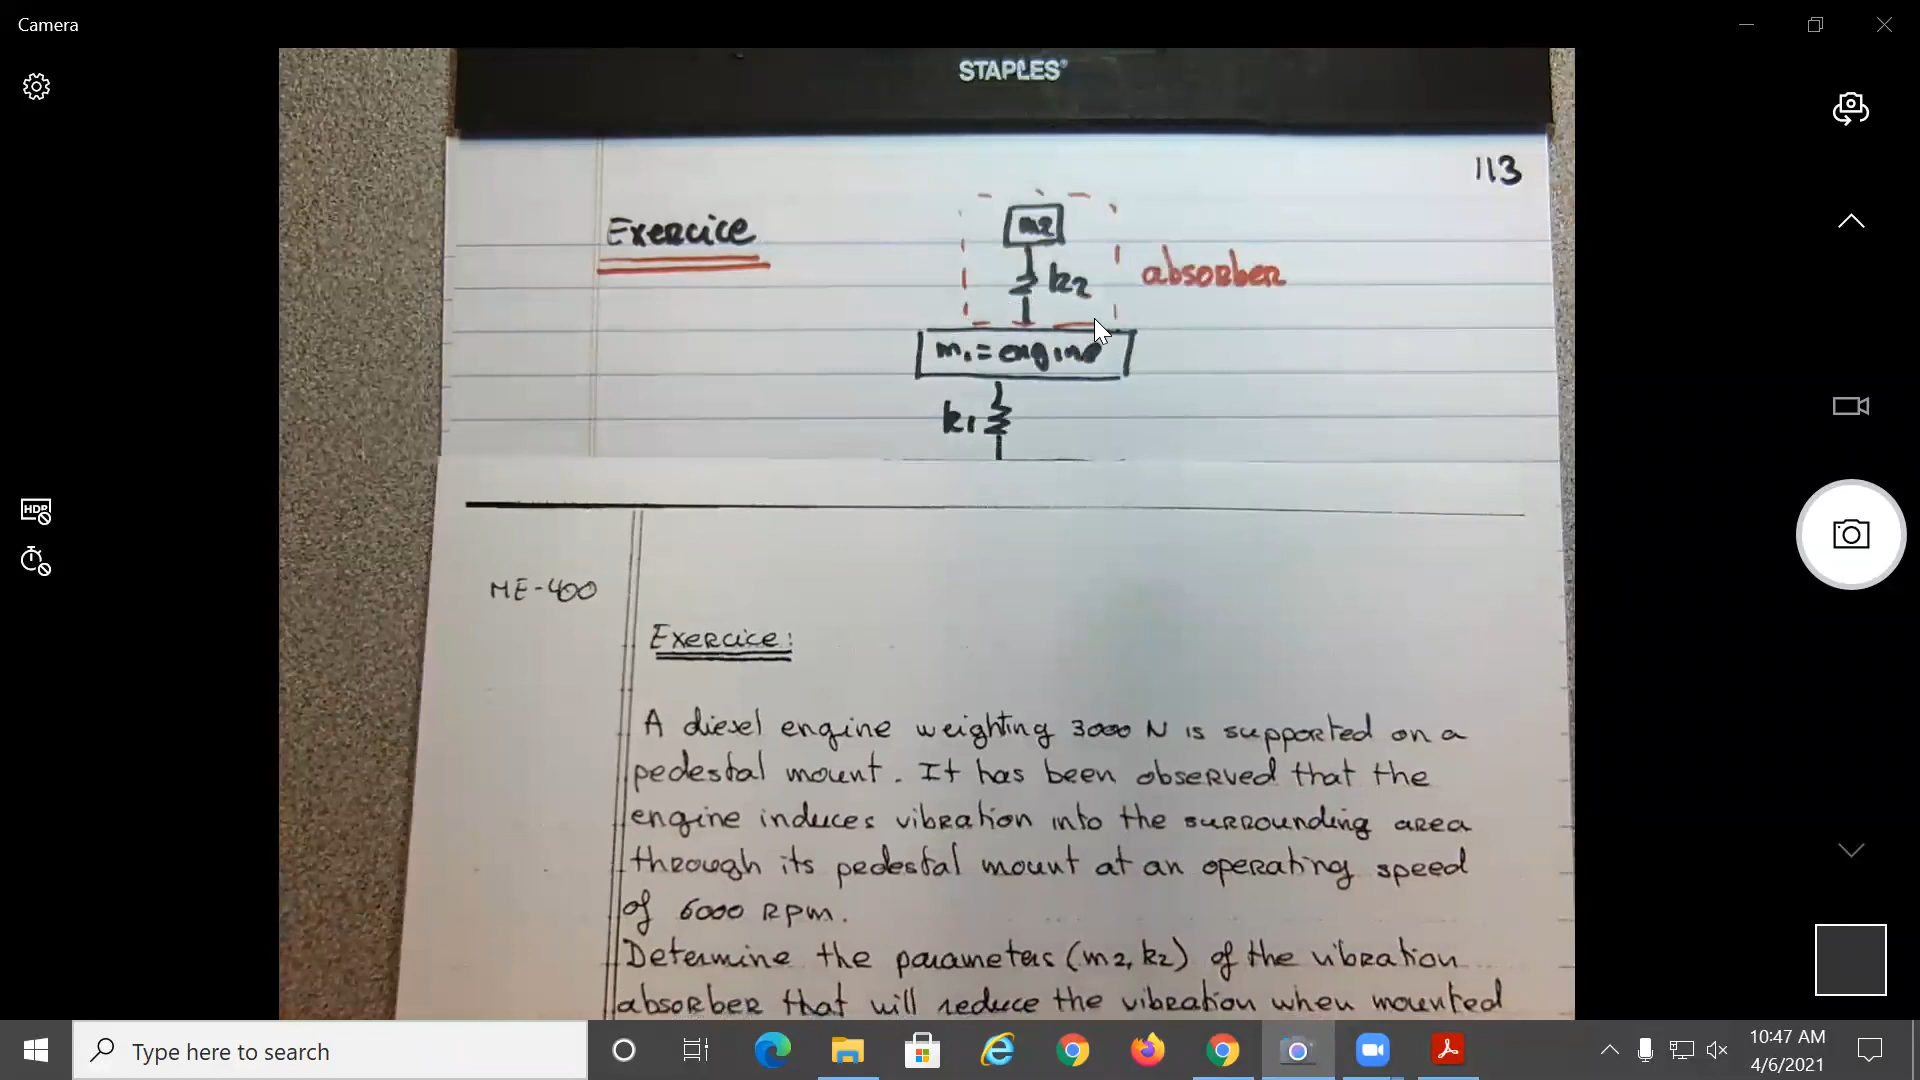 Camera
STAPLES
113
Exercice
m2
k2
absorber
m1 = engine
k1
ME-400
Exercice:
A diesel engine weighting 3000 N is supported on a
pedestal mount. It has been observed that the
engine induces vibration into the surrounding area
through its pedestal mount at an operating speed
of 6000 RPM.
Determine the parameters (m2, k2) of the vibration
absorber that will reduce the vibration when mounted
HDR
Type here to search
10:47 AM
4/6/2021